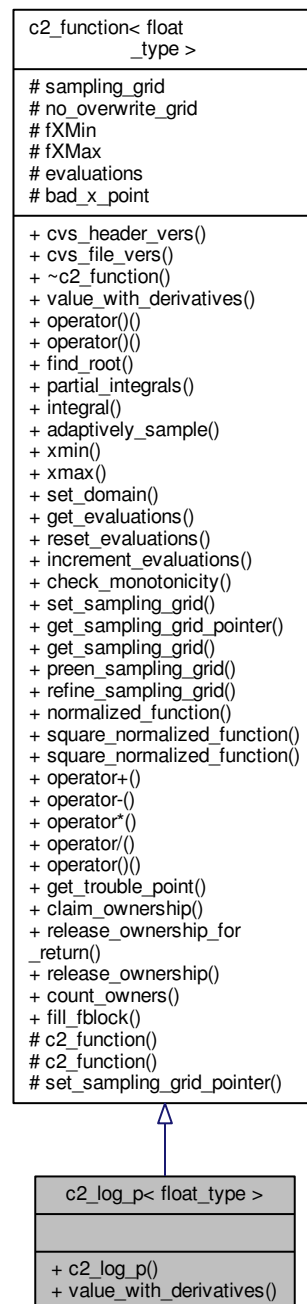 c2_function< float
_type >
# sampling_grid
# no_overwrite_grid
# fXMin
# fXMax
# evaluations
# bad_x_point
+ cvs_header_vers()
+ cvs_file_vers()
+ ~c2_function()
+ value_with_derivatives()
+ operator()()
+ operator()()
+ find_root()
+ partial_integrals()
+ integral()
+ adaptively_sample()
+ xmin()
+ xmax()
+ set_domain()
+ get_evaluations()
+ reset_evaluations()
+ increment_evaluations()
+ check_monotonicity()
+ set_sampling_grid()
+ get_sampling_grid_pointer()
+ get_sampling_grid()
+ preen_sampling_grid()
+ refine_sampling_grid()
+ normalized_function()
+ square_normalized_function()
+ square_normalized_function()
+ operator+()
+ operator-()
+ operator*()
+ operator/()
+ operator()()
+ get_trouble_point()
+ claim_ownership()
+ release_ownership_for
_return()
+ release_ownership()
+ count_owners()
+ fill_fblock()
# c2_function()
# c2_function()
# set_sampling_grid_pointer()
c2_log_p< float_type >
+ c2_log_p()
+ value_with_derivatives()